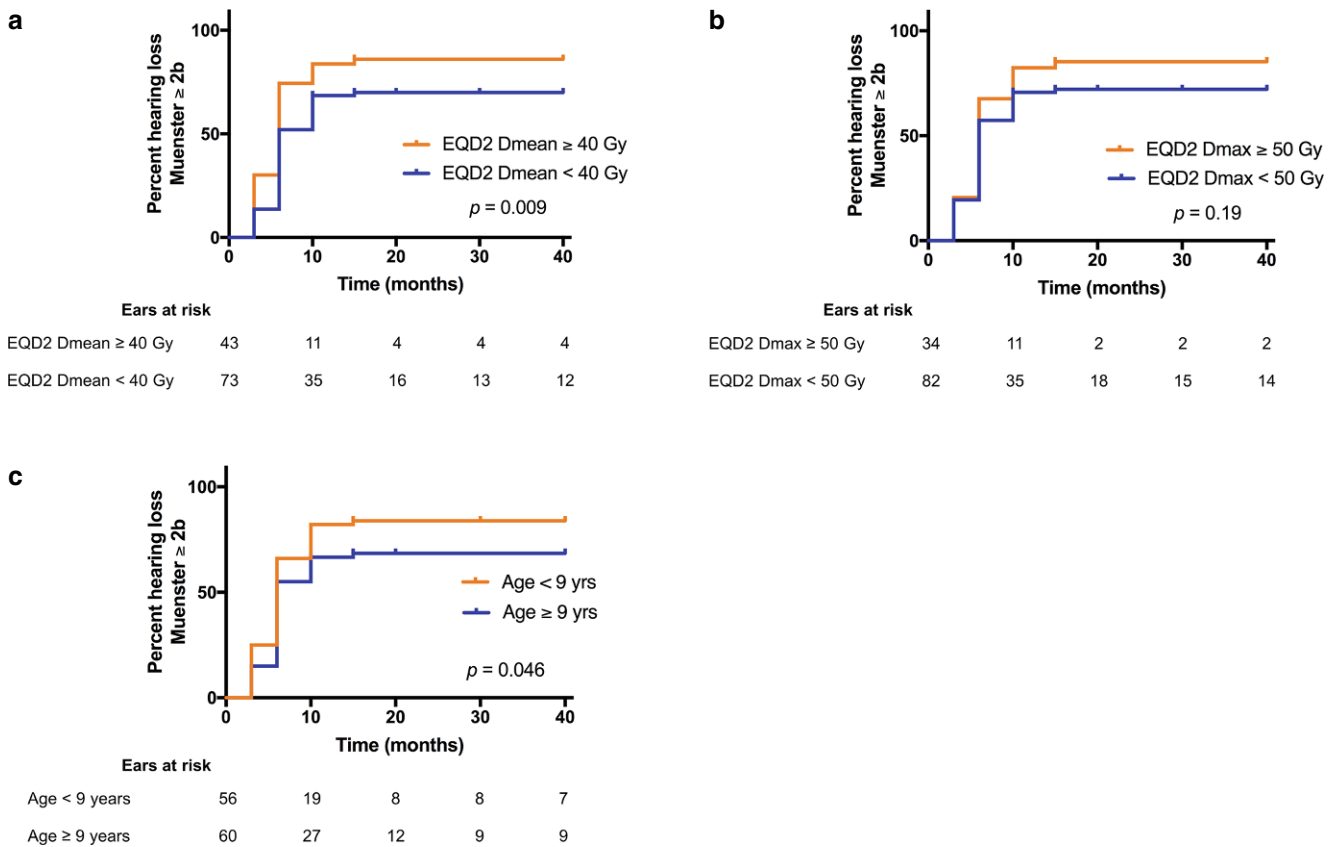 a
Percent hearing loss
Muenster ≥ 2b
100
50
0
EQD2 Dmean ≥ 40 Gy
EQD2 Dmean < 40 Gy
p = 0.009
0 10 20 30 40
Time (months)
Ears at risk
EQD2 Dmean ≥ 40 Gy 43 11 4 4 4
EQD2 Dmean < 40 Gy 73 35 16 13 12
b
Percent hearing loss
Muenster ≥ 2b
100
50
0
EQD2 Dmax ≥ 50 Gy
EQD2 Dmax < 50 Gy
p = 0.19
0 10 20 30 40
Time (months)
Ears at risk
EQD2 Dmax ≥ 50 Gy 34 11 2 2 2
EQD2 Dmax < 50 Gy 82 35 18 15 14
c
Percent hearing loss
Muenster ≥ 2b
100
50
0
Age < 9 yrs
Age ≥ 9 yrs
p = 0.046
0 10 20 30 40
Time (months)
Ears at risk
Age < 9 years 56 19 8 8 7
Age ≥ 9 years 60 27 12 9 9